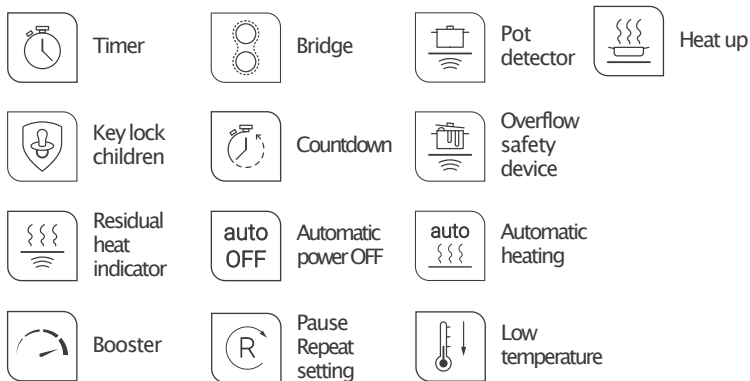 Timer
Bridge
Pot
detector
Heat up
Key lock
children
Countdown
Overflow
safety
device
Residual
heat
indicator
auto
OFF
Automatic
power OFF
auto
Automatic
heating
Booster
R
Pause
Repeat
setting
Low
temperature